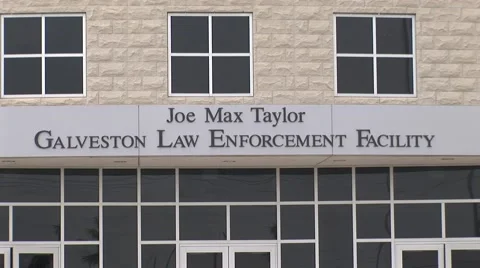 Joe Max Taylor
Galveston Law Enforcement Facility